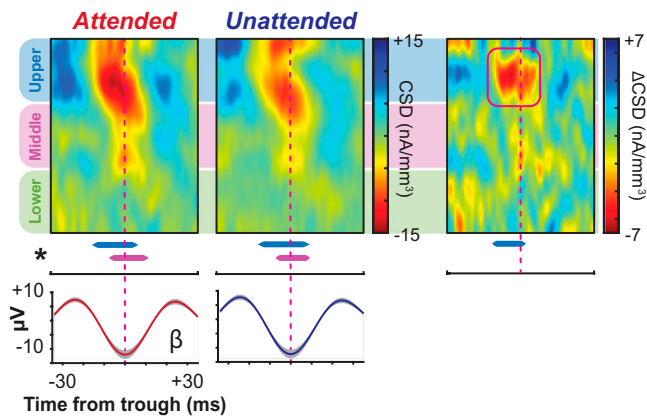 Attended
Unattended
Upper
Middle
Lower
+15
CSD (nA/mm³)
-15
+7
ΔCSD (nA/mm³)
-7
*
+10
μV
-10
β
-30
+30
Time from trough (ms)